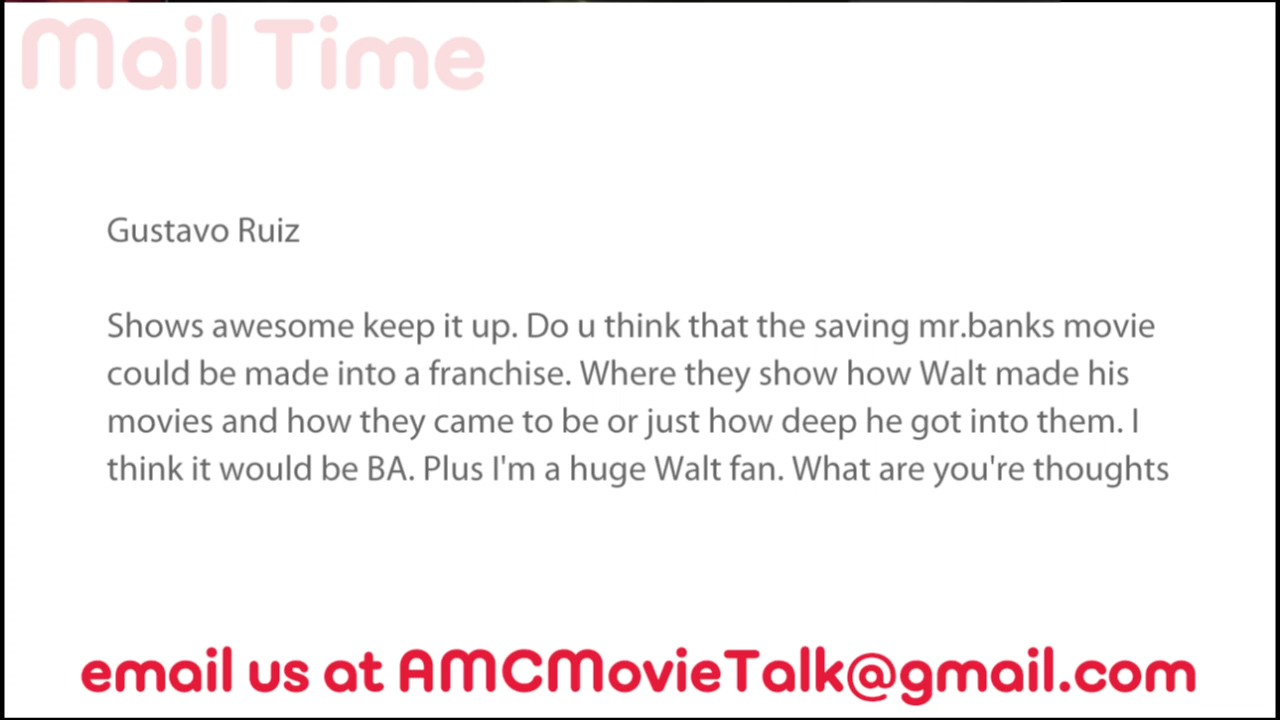 Mail Time
Gustavo Ruiz
Shows awesome keep it up. Do u think that the saving mr.banks movie
could be made into a franchise. Where they show how Walt made his
movies and how they came to be or just how deep he got into them. I
think it would be BA. Plus I'm a huge Walt fan. What are you're thoughts
email us at AMCMovieTalk@gmail.com